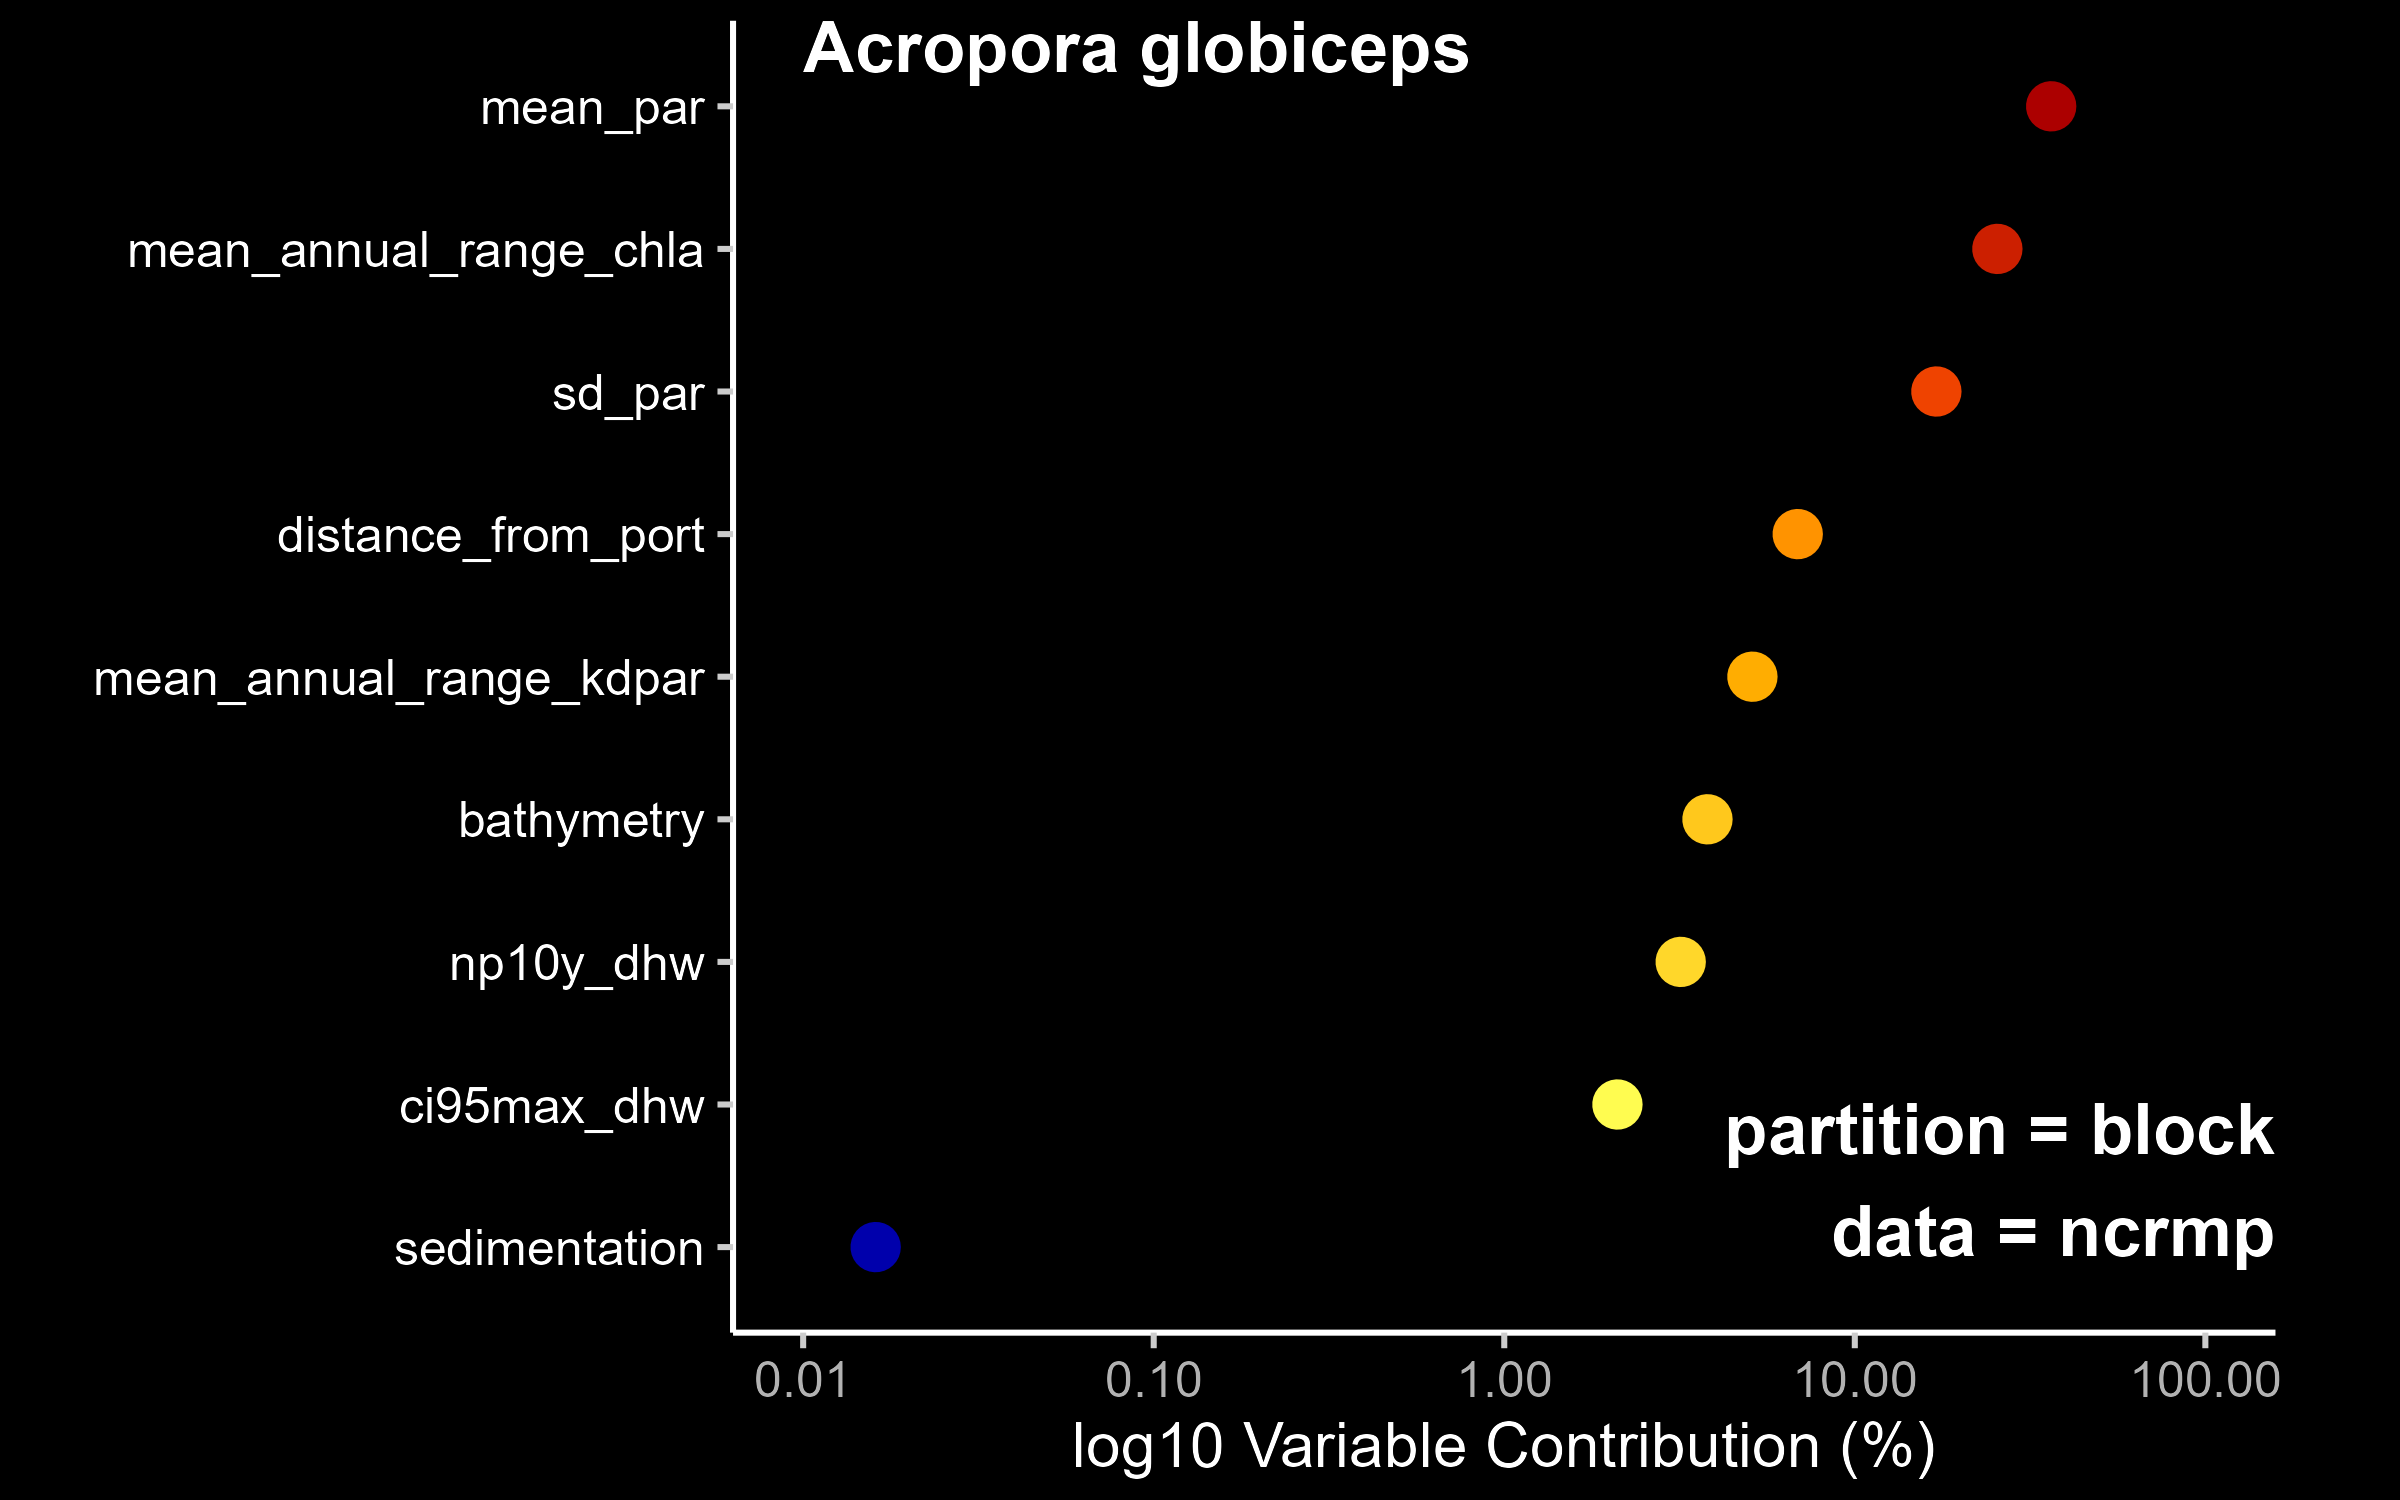 Acropora globiceps
mean_par
mean_annual_range_chla
sd_par
distance_from_port
mean_annual_range_kdpar
bathymetry
np10y_dhw
ci95max_dhw
sedimentation
partition = block
data = ncrmp
0.01 0.10 1.00 10.00 100.00
log10 Variable Contribution (%)